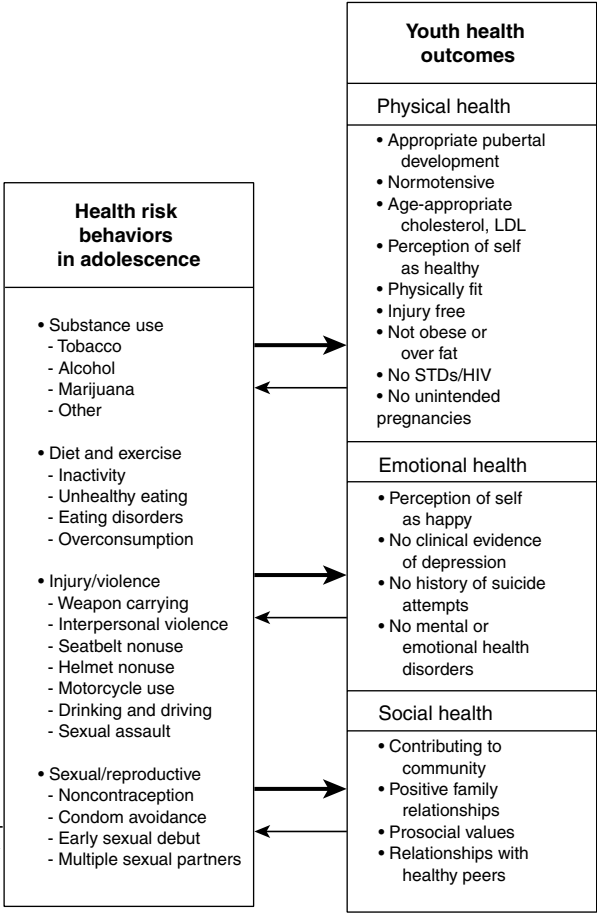 Health risk
behaviors
in adolescence
• Substance use
- Tobacco
- Alcohol
- Marijuana
- Other
• Diet and exercise
- Inactivity
- Unhealthy eating
- Eating disorders
- Overconsumption
• Injury/violence
- Weapon carrying
- Interpersonal violence
- Seatbelt nonuse
- Helmet nonuse
- Motorcycle use
- Drinking and driving
- Sexual assault
• Sexual/reproductive
- Noncontraception
- Condom avoidance
- Early sexual debut
- Multiple sexual partners
Youth health
outcomes
Physical health
• Appropriate pubertal
development
• Normotensive
• Age-appropriate
cholesterol, LDL
• Perception of self
as healthy
• Physically fit
• Injury free
• Not obese or
over fat
• No STDs/HIV
• No unintended
pregnancies
Emotional health
• Perception of self
as happy
• No clinical evidence
of depression
• No history of suicide
attempts
• No mental or
emotional health
disorders
Social health
• Contributing to
community
• Positive family
relationships
• Prosocial values
• Relationships with
healthy peers